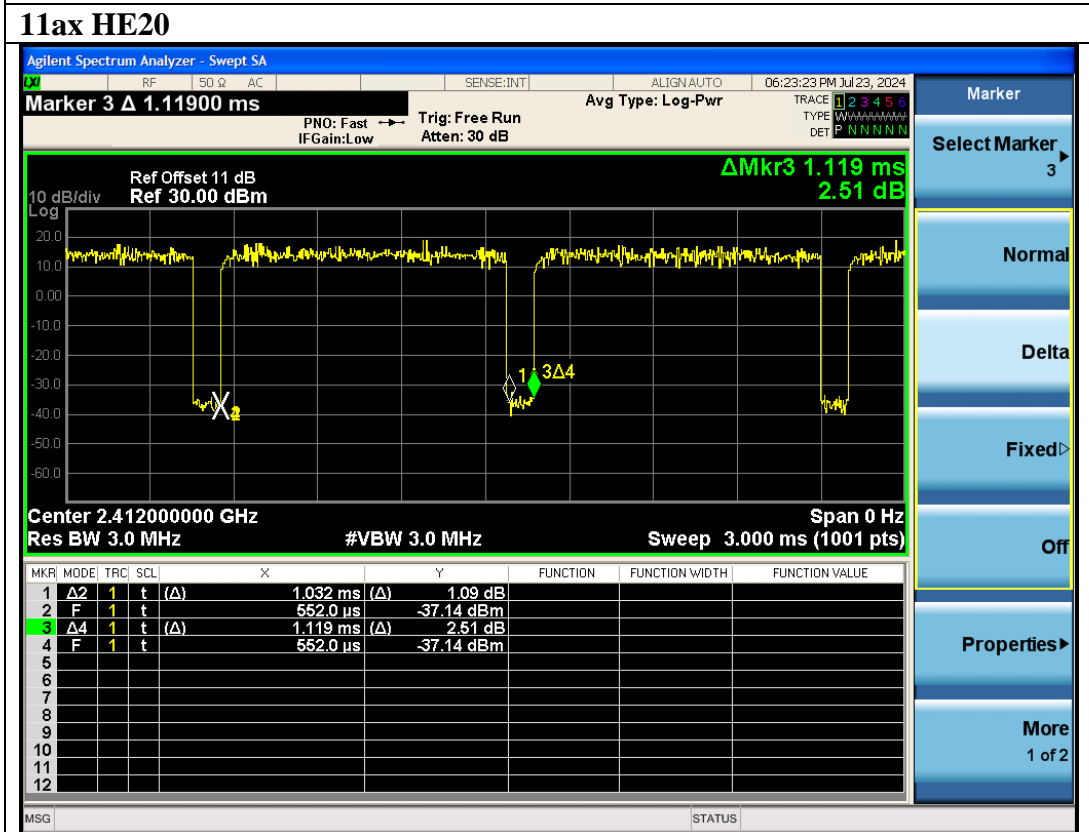 11ax HE20
Agilent Spectrum Analyzer - Swept SA
LXI RF 50 Ω AC SENSE:INT ALIGNAUTO 06:23:23 PM Jul 23, 2024
Marker 3 Δ 1.11900 ms
PNO: Fast
IFGain:Low
Trig: Free Run
Atten: 30 dB
Avg Type: Log-Pwr
TRACE 1 2 3 4 5 6
TYPE WWWWWW
DET P N N N N N
ΔMkr3 1.119 ms
2.51 dB
Ref Offset 11 dB
10 dB/div Ref 30.00 dBm
Log
20.0
10.0
0.00
-10.0
-20.0
-30.0
-40.0
-50.0
-60.0
1 3Δ4
Center 2.412000000 GHz Span 0 Hz
Res BW 3.0 MHz #VBW 3.0 MHz Sweep 3.000 ms (1001 pts)
MKR MODE TRC SCL X Y FUNCTION FUNCTION WIDTH FUNCTION VALUE
1 Δ2 1 t (Δ) 1.032 ms (Δ) 1.09 dB
2 F 1 t 552.0 µs -37.14 dBm
3 Δ4 1 t (Δ) 1.119 ms (Δ) 2.51 dB
4 F 1 t 552.0 µs -37.14 dBm
5
6
7
8
9
10
11
12
MSG STATUS
Marker
Select Marker
3
Normal
Delta
Fixed
Off
Properties
More
1 of 2